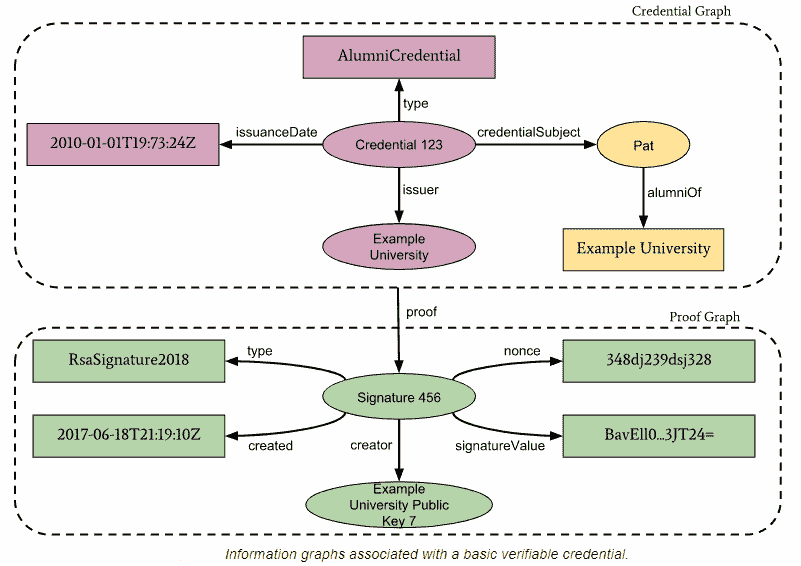 Credential Graph
AlumniCredential
type
issuanceDate
credentialSubject
2010-01-01T19:73:24Z
Credential 123
Pat
issuer
alumniOf
Example
University
Example University
proof
Proof Graph
type
nonce
RsaSignature2018
348dj239dsj328
Signature 456
2017-06-18T21:19:10Z
BavEll0...3JT24=
created
creator
signatureValue
Example
University Public
Key 7
Information graphs associated with a basic verifiable credential.